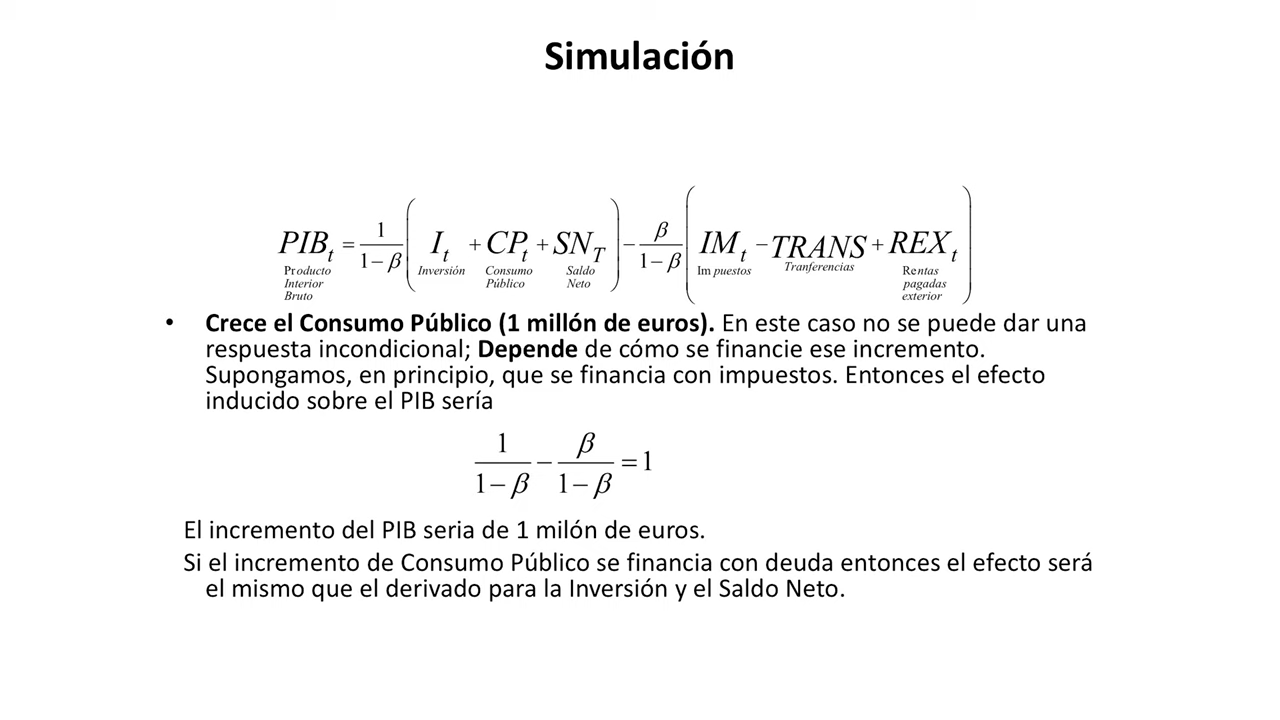 Simulación
PIBt = 1/(1−β) (It + CPt + SNT) − β/(1−β) (IMt − TRANS + REXt)
Producto Interior Bruto Inversión Consumo Público Saldo Neto Im puestos Tranferencias Rentas pagadas exterior
• Crece el Consumo Público (1 millón de euros). En este caso no se puede dar una
respuesta incondicional; Depende de cómo se financie ese incremento.
Supongamos, en principio, que se financia con impuestos. Entonces el efecto
inducido sobre el PIB sería
1/(1−β) − β/(1−β) = 1
El incremento del PIB seria de 1 milón de euros.
Si el incremento de Consumo Público se financia con deuda entonces el efecto será
el mismo que el derivado para la Inversión y el Saldo Neto.